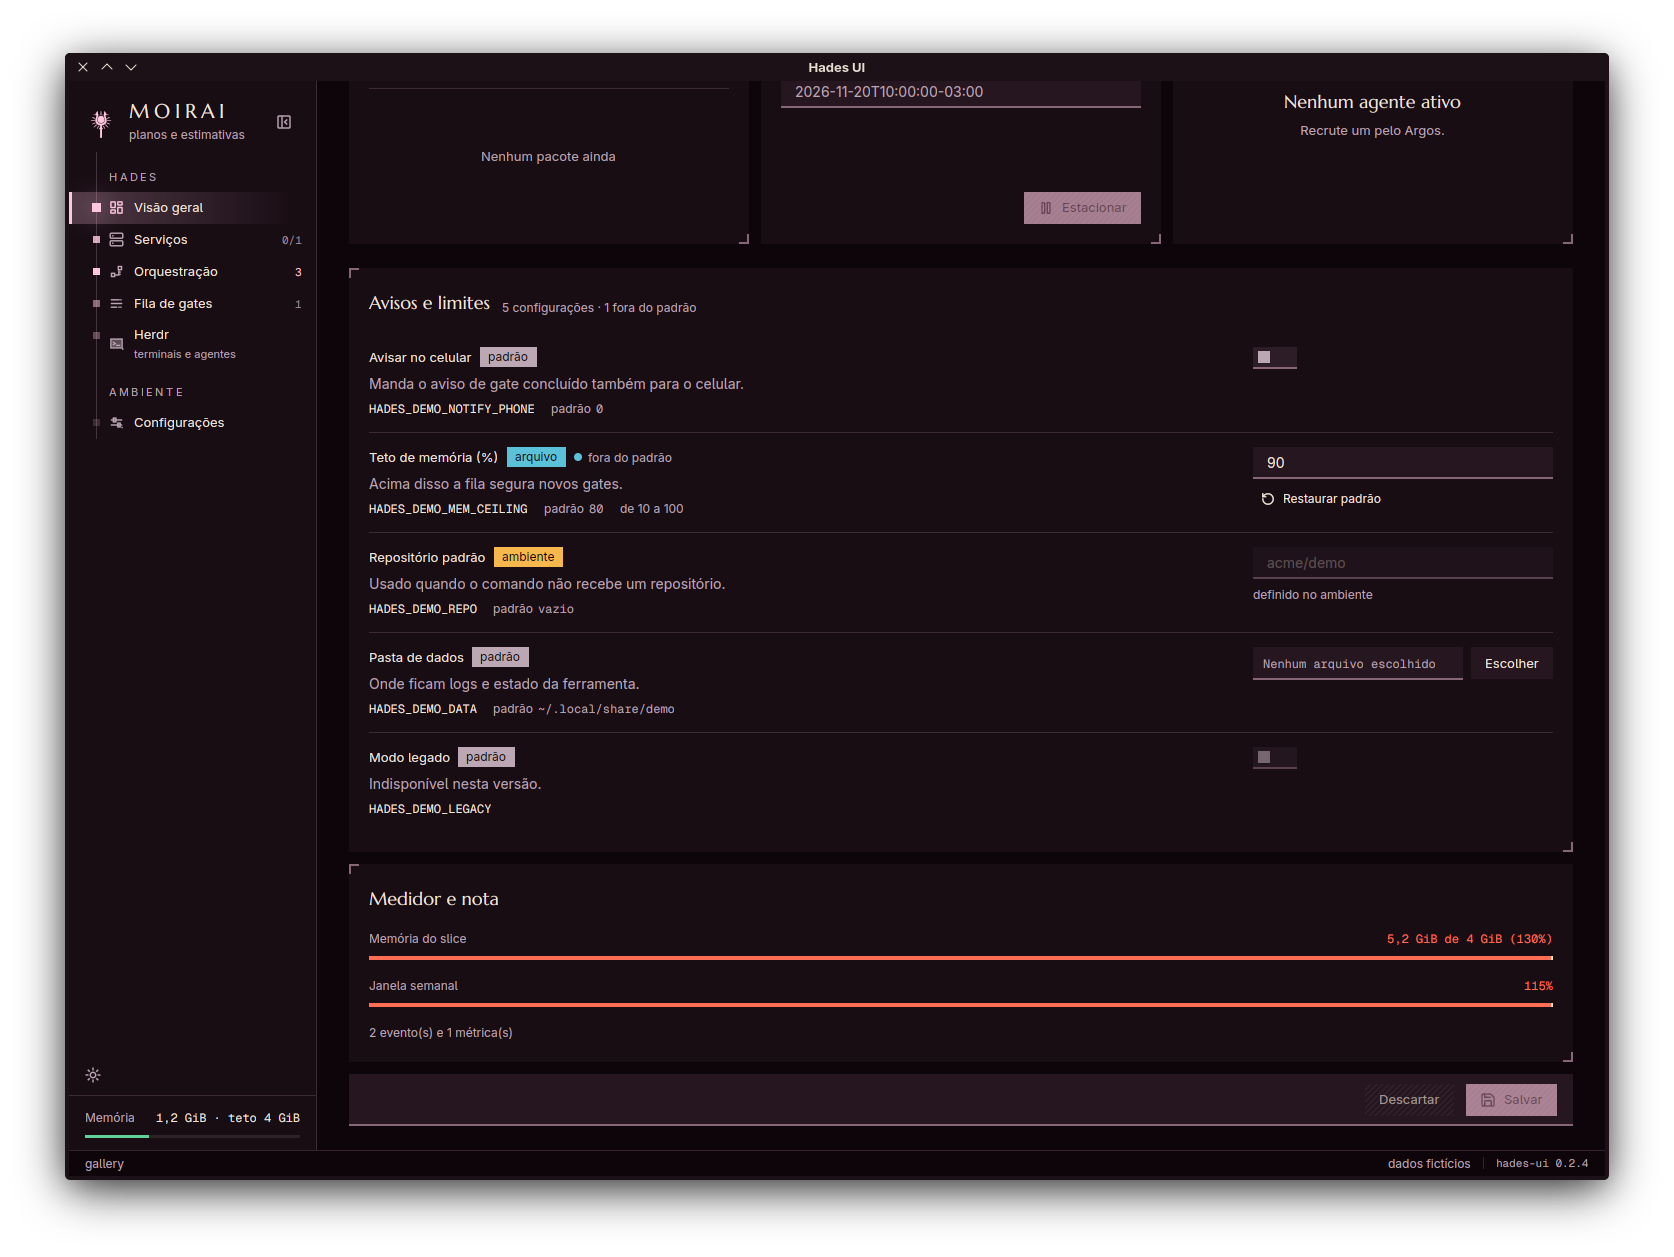 Hades UI
MOIRAI
planos e estimativas
HADES
Visão geral
Serviços 0/1
Orquestração 3
Fila de gates 1
Herdr
terminais e agentes
AMBIENTE
Configurações
Memória 1,2 GiB · teto 4 GiB
Nenhum pacote ainda
2026-11-20T10:00:00-03:00
Estacionar
Nenhum agente ativo
Recrute um pelo Argos.
Avisos e limites 5 configurações · 1 fora do padrão
Avisar no celular padrão
Manda o aviso de gate concluído também para o celular.
HADES_DEMO_NOTIFY_PHONE padrão 0
Teto de memória (%) arquivo fora do padrão
90
Acima disso a fila segura novos gates.
Restaurar padrão
HADES_DEMO_MEM_CEILING padrão 80 de 10 a 100
Repositório padrão ambiente
acme/demo
Usado quando o comando não recebe um repositório.
definido no ambiente
HADES_DEMO_REPO padrão vazio
Pasta de dados padrão
Nenhum arquivo escolhido Escolher
Onde ficam logs e estado da ferramenta.
HADES_DEMO_DATA padrão ~/.local/share/demo
Modo legado padrão
Indisponível nesta versão.
HADES_DEMO_LEGACY
Medidor e nota
Memória do slice 5,2 GiB de 4 GiB (130%)
Janela semanal 115%
2 evento(s) e 1 métrica(s)
Descartar Salvar
gallery dados fictícios hades-ui 0.2.4